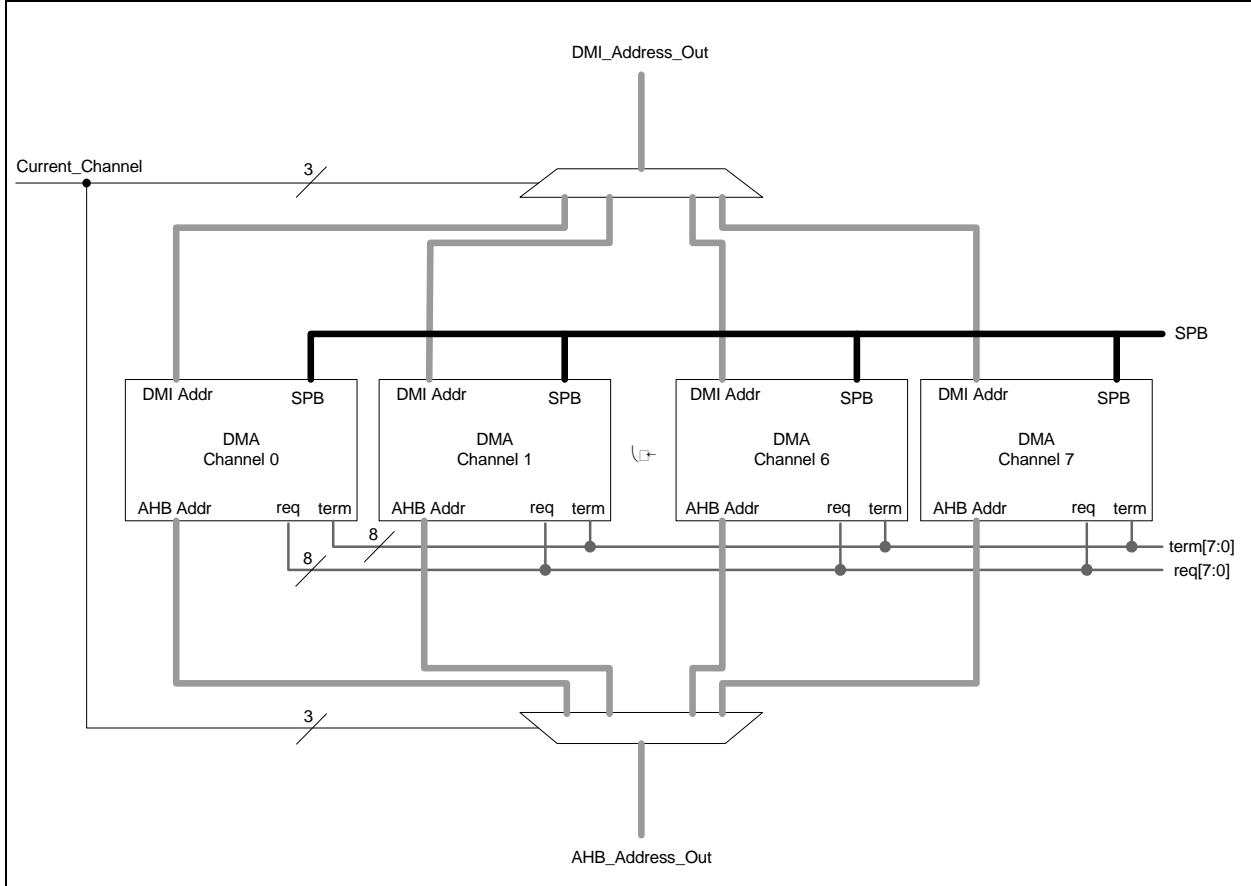 DMI_Address_Out
Current_Channel
3
SPB
DMI Addr
SPB
DMA
Channel 0
AHB Addr
req
term
DMI Addr
SPB
DMA
Channel 1
AHB Addr
req
term
DMI Addr
SPB
DMA
Channel 6
AHB Addr
req
term
DMI Addr
SPB
DMA
Channel 7
AHB Addr
req
term
8
term[7:0]
8
req[7:0]
3
AHB_Address_Out